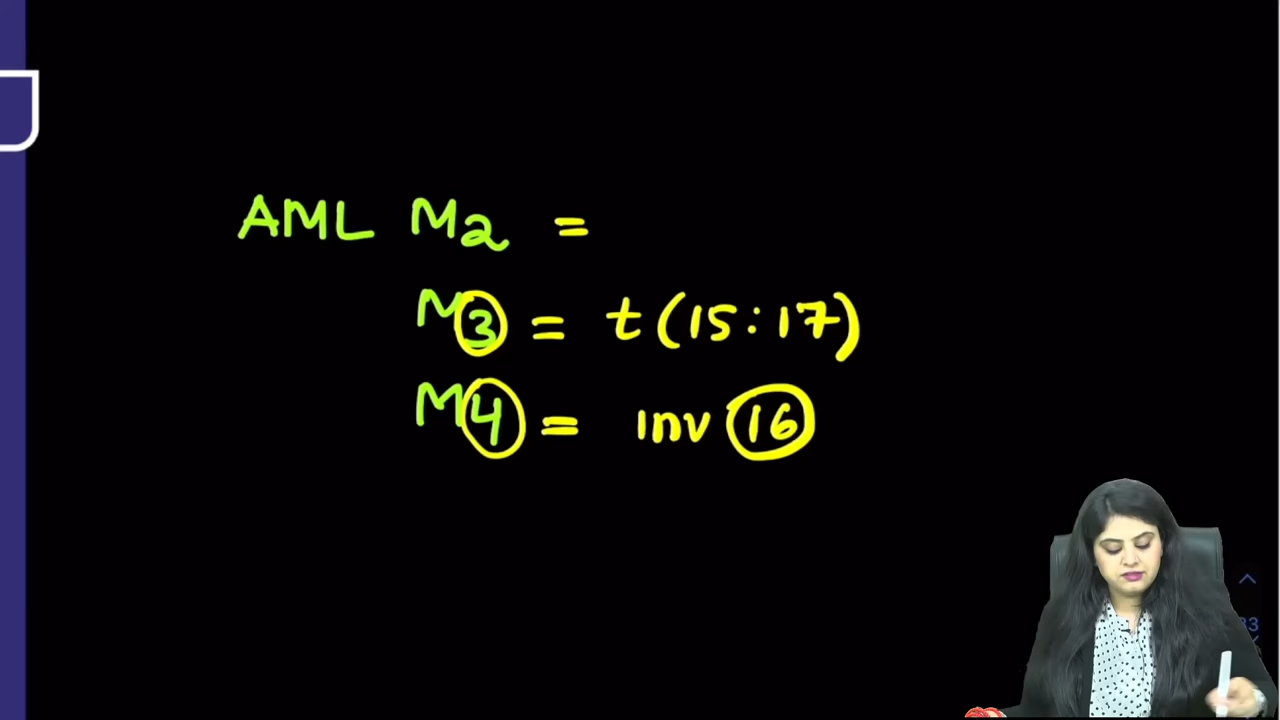 AML M2 =
M3 = t (15:17)
M4 = inv 16